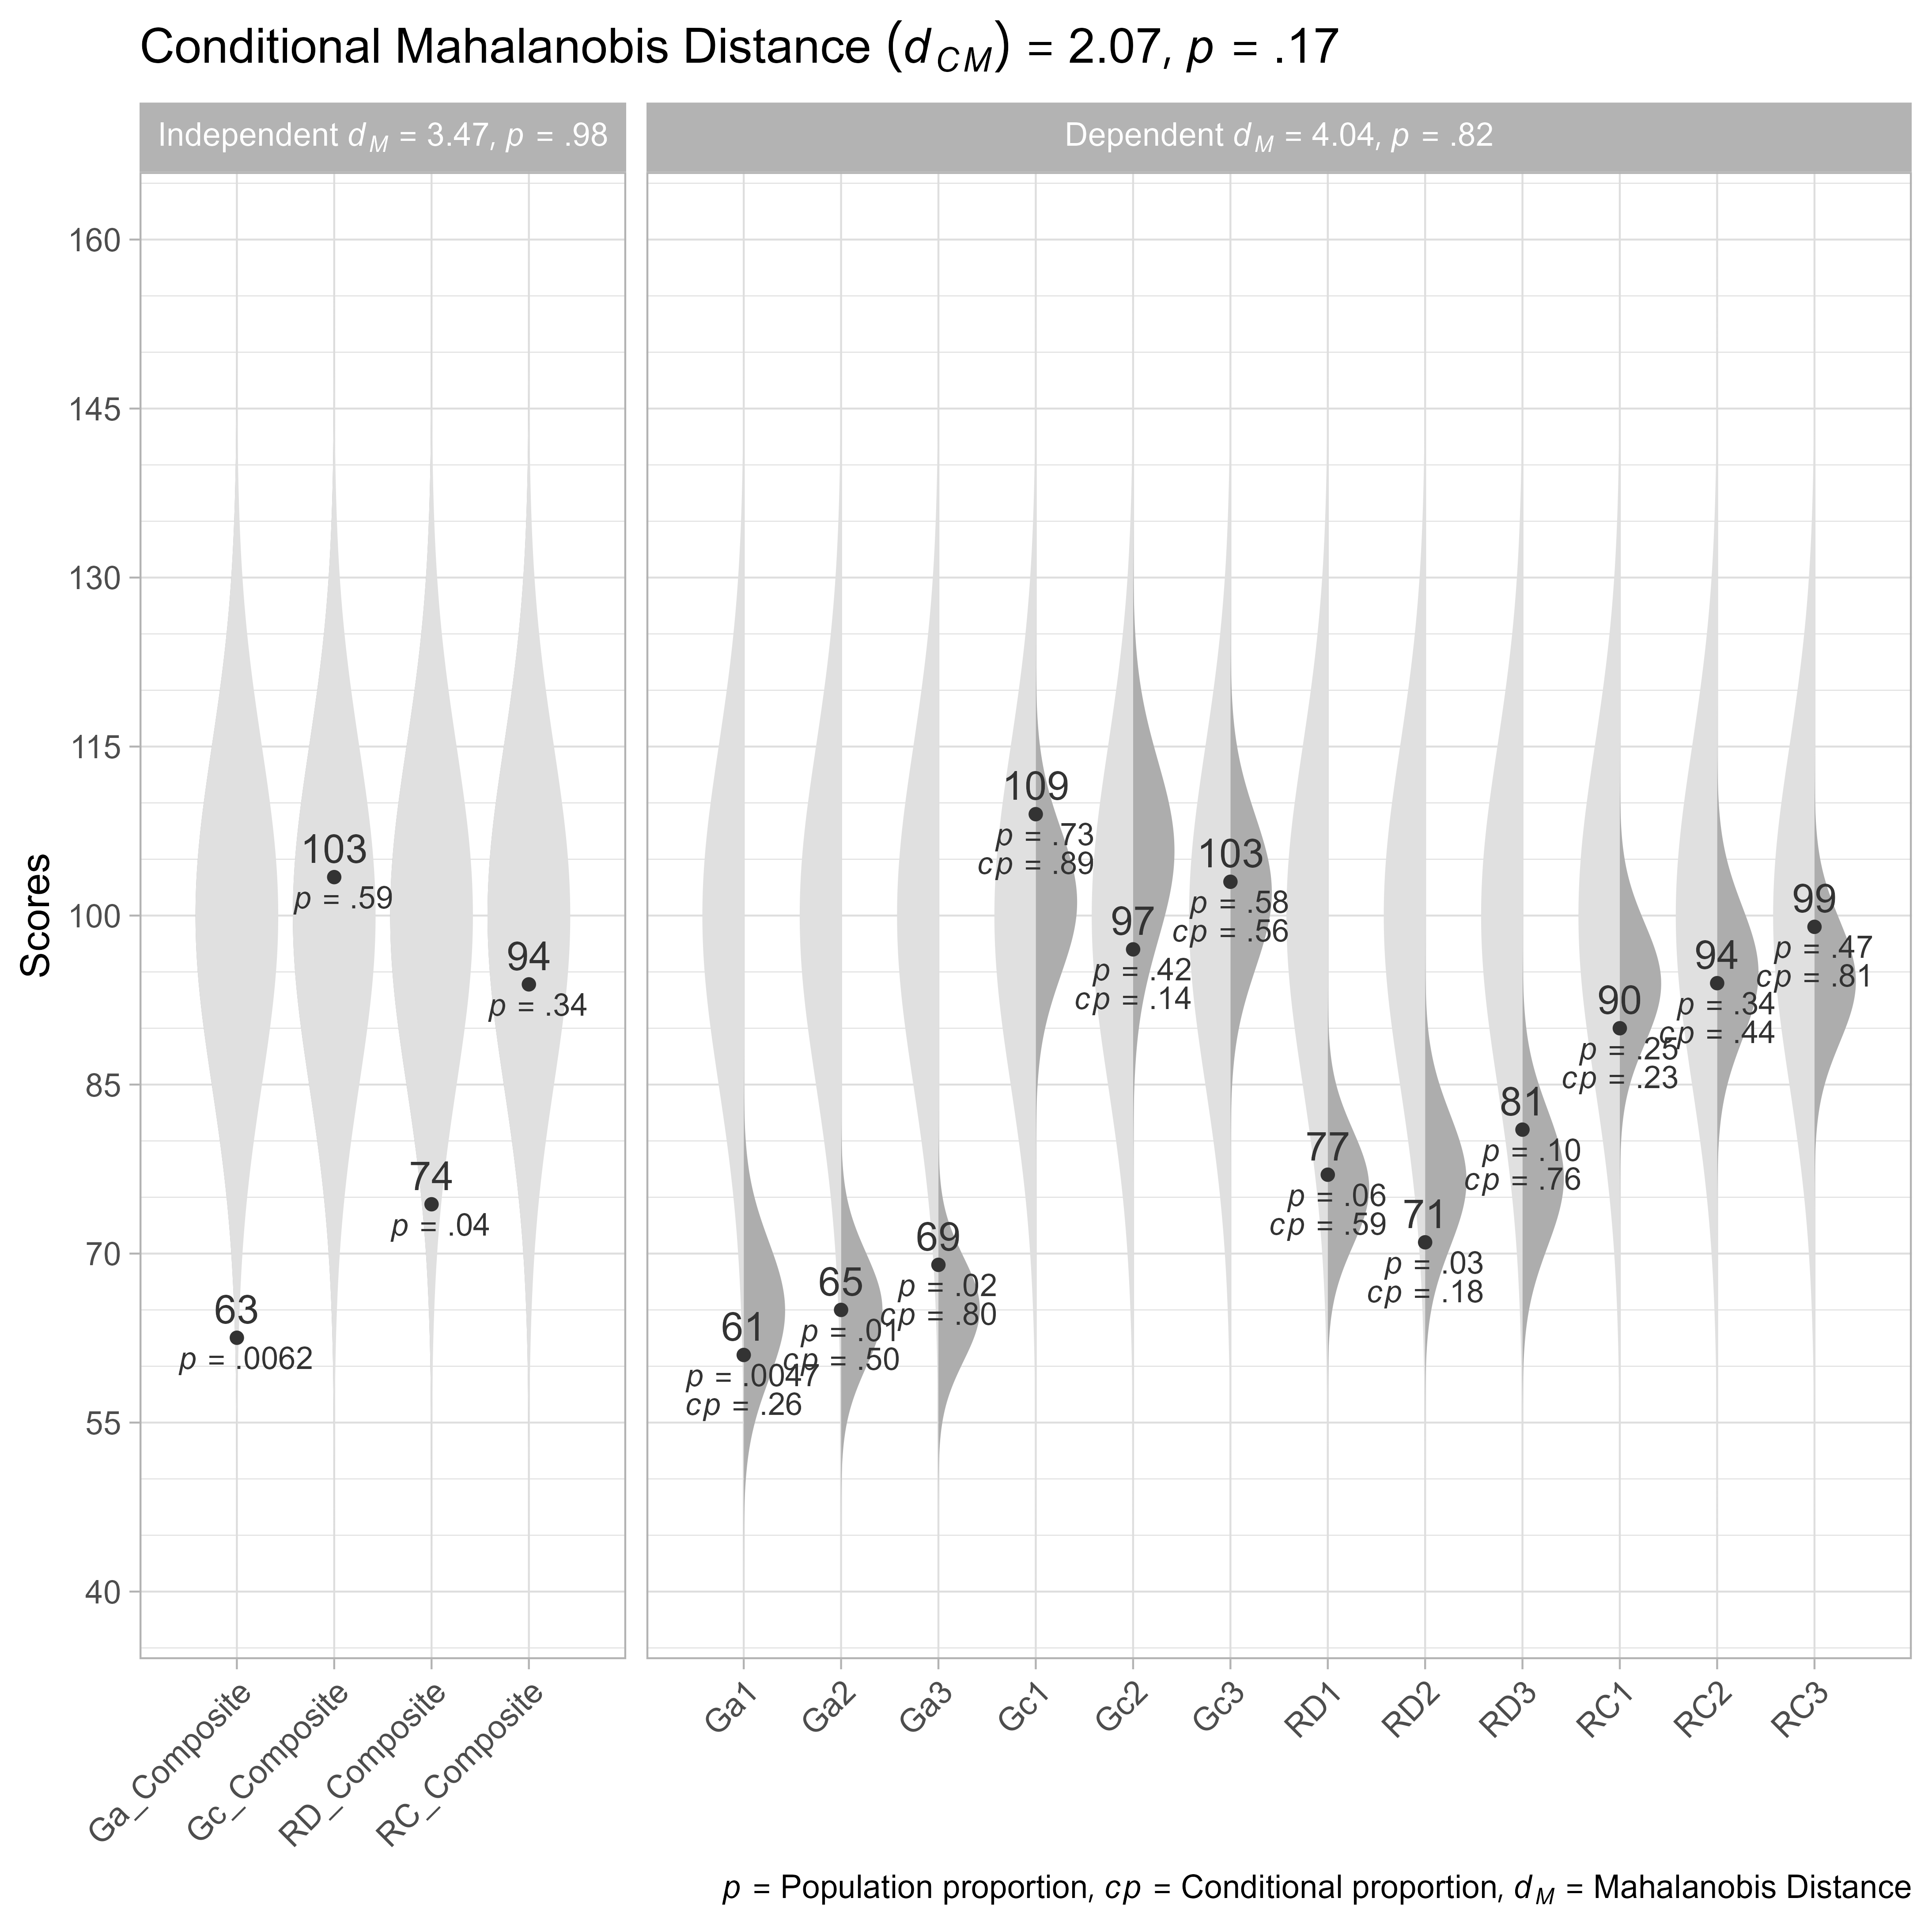 Conditional Mahalanobis Distance (d CM) = 2.07, p = .17
Independent d M = 3.47, p = .98
Dependent d M = 4.04, p = .82
Scores
160
145
130
115
100
85
70
55
40
63
p = .0062
103
p = .59
74
p = .04
94
p = .34
61
p = .0047
cp = .26
65
p = .01
cp = .50
69
p = .02
cp = .80
109
p = .73
cp = .89
97
p = .42
cp = .14
103
p = .58
cp = .56
77
p = .06
cp = .59
71
p = .03
cp = .18
81
p = .10
cp = .76
90
p = .25
cp = .23
94
p = .34
cp = .44
99
p = .47
cp = .81
Ga_Composite
Gc_Composite
RD_Composite
RC_Composite
Ga1
Ga2
Ga3
Gc1
Gc2
Gc3
RD1
RD2
RD3
RC1
RC2
RC3
p = Population proportion, cp = Conditional proportion, d M = Mahalanobis Distance